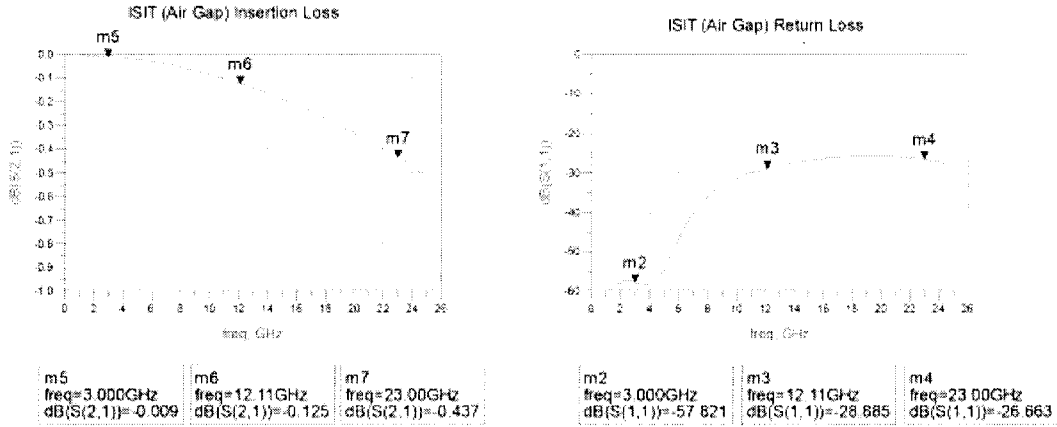 ISIT (Air Gap) Insertion Loss
m5
m6
m7
0.0
-0.1
-0.2
-0.3
-0.4
-0.5
-0.6
-0.7
-0.8
-0.9
-1.0
dB(S(2,1))
0 2 4 6 8 10 12 14 16 18 20 22 24 26
freq, GHz
m5
freq=3.000GHz
dB(S(2,1))=-0.009
m6
freq=12.11GHz
dB(S(2,1))=-0.125
m7
freq=23.00GHz
dB(S(2,1))=-0.437
ISIT (Air Gap) Return Loss
m2
m3
m4
0
-10
-20
-30
-40
-50
-60
dB(S(1,1))
0 2 4 6 8 10 12 14 16 18 20 22 24 26
freq, GHz
m2
freq=3.000GHz
dB(S(1,1))=-57.821
m3
freq=12.11GHz
dB(S(1,1))=-28.685
m4
freq=23.00GHz
dB(S(1,1))=-26.663